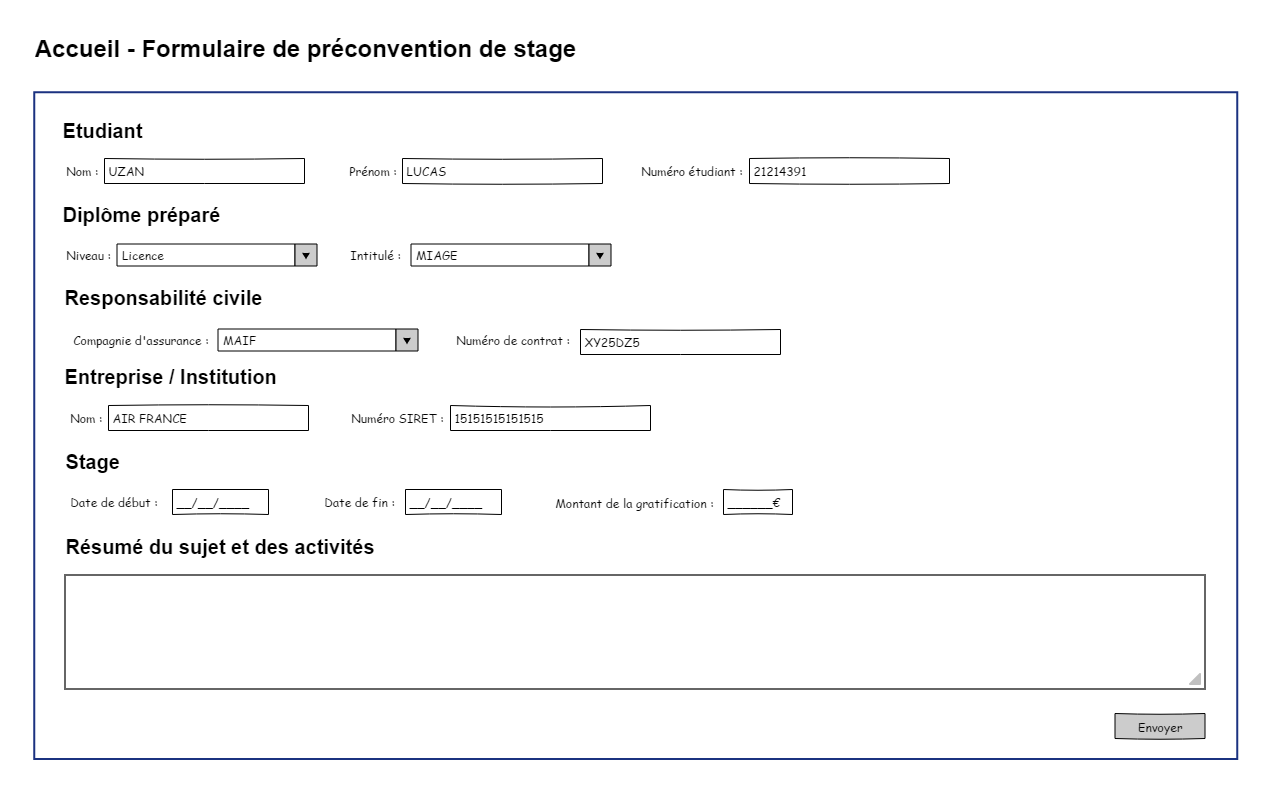 Accueil - Formulaire de préconvention de stage
Etudiant
Nom : UZAN Prénom : LUCAS Numéro étudiant : 21214391
Diplôme préparé
Niveau : Licence Intitulé : MIAGE
Responsabilité civile
Compagnie d'assurance : MAIF Numéro de contrat : XY25DZ5
Entreprise / Institution
Nom : AIR FRANCE Numéro SIRET : 15151515151515
Stage
Date de début : __/__/____ Date de fin : __/__/____ Montant de la gratification : ______€
Résumé du sujet et des activités
Envoyer